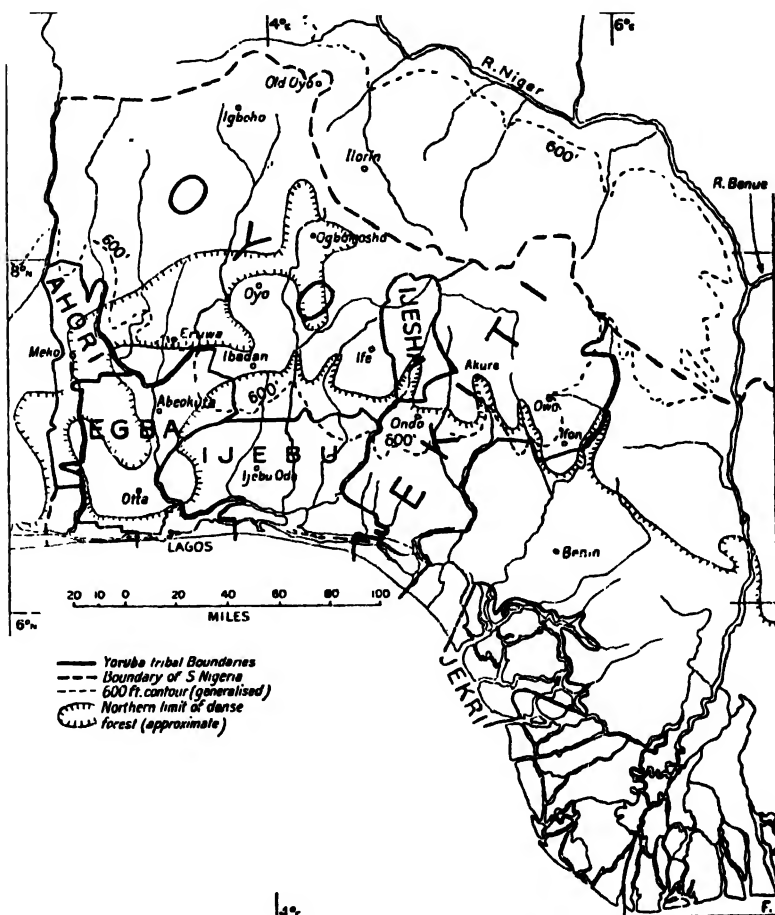 4°E
6°E
R. Niger
Old Oyo
Igboho
600'
Ilorin
R. Benue
OYO
600'
Ogbomosho
8°N
AHORI
Oyo
IJESHA
Eruwa
Meko
Ibadan
Ife
Akure
600'
Abeokuta
Owo
EGBA
Ondo
Ifon
600'
IJEBU
Ijebu Ode
EKITI
Otta
Benin
LAGOS
20 10 0 20 40 60 80 100
MILES
6°N
JEKRI
Yoruba tribal Boundaries
Boundary of S Nigeria
600 ft. contour (generalised)
Northern limit of dense
forest (approximate)
4°E
F.